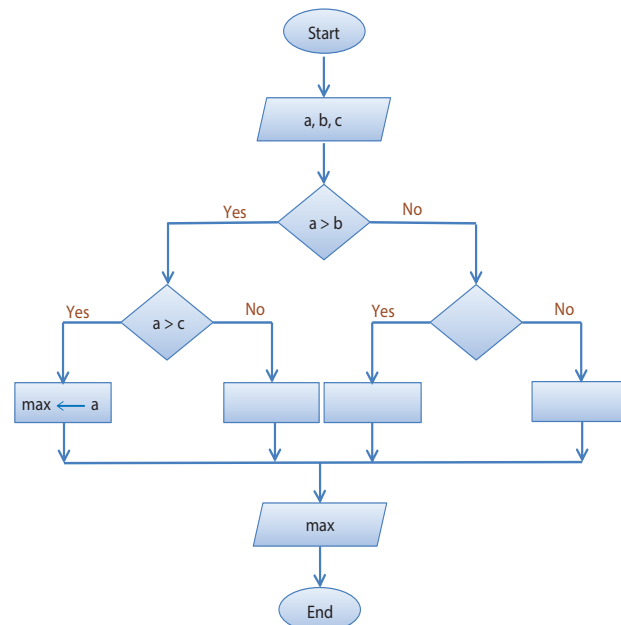 Start
a, b, c
Yes
No
a > b
Yes
No
Yes
No
a > c
max ← a
max
End